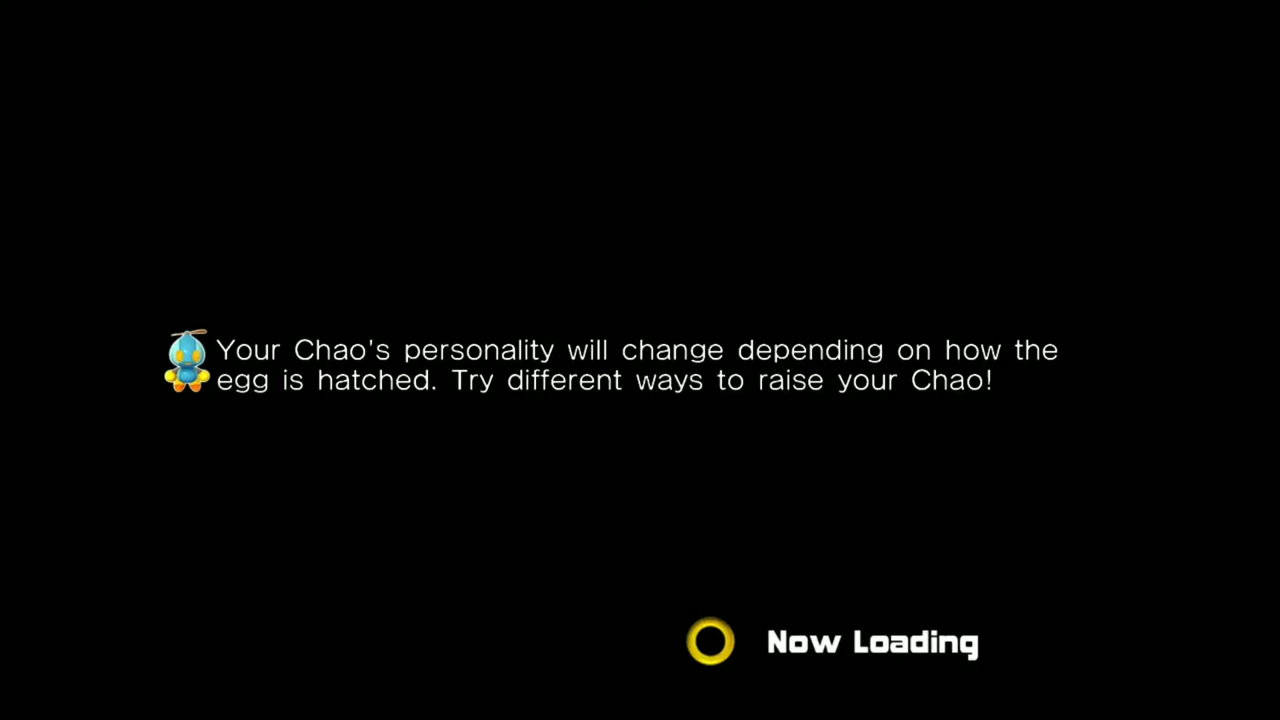 Your Chao's personality will change depending on how the
egg is hatched. Try different ways to raise your Chao!
Now Loading